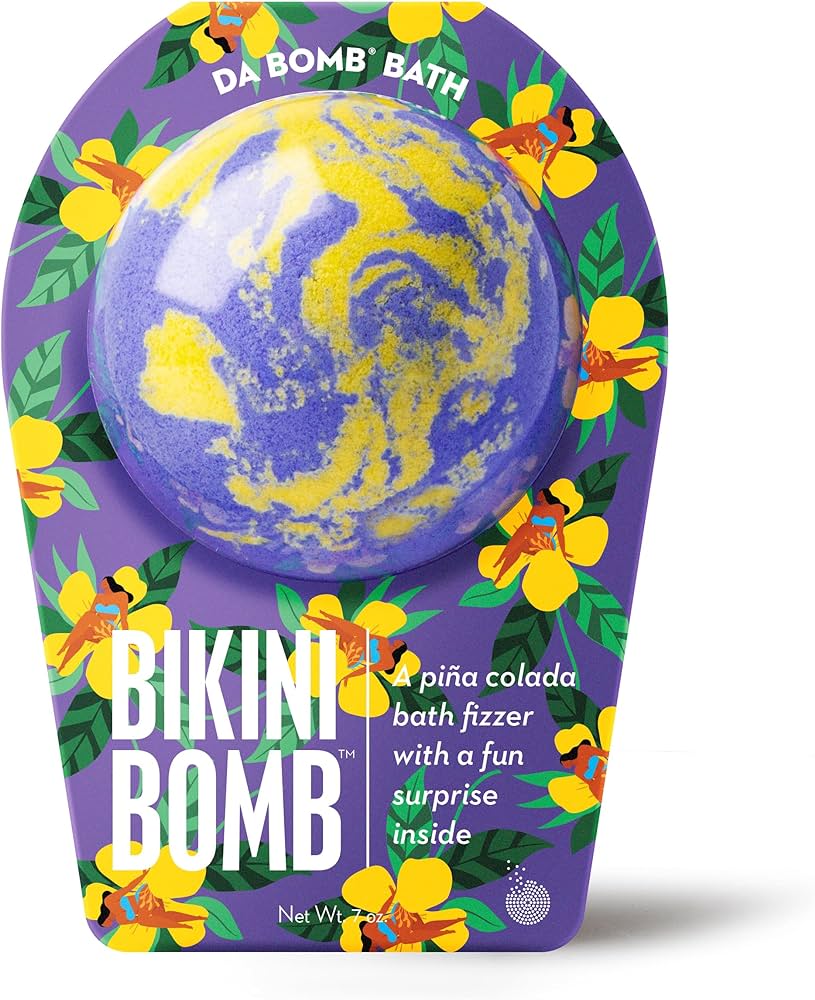 DA BOMB® BATH
BIKINI
BOMB™
A piña colada
bath fizzer
with a fun
surprise
inside
Net Wt. 7 oz.